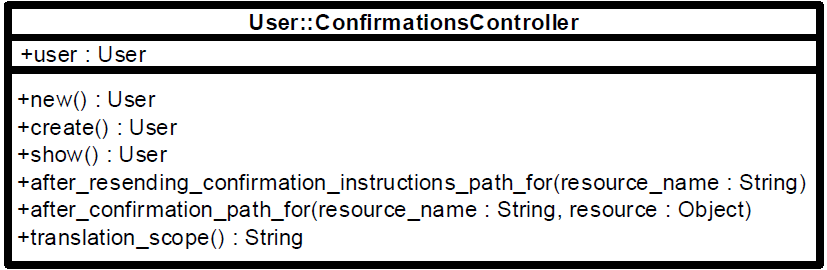 User::ConfirmationsController
+user : User
+new() : User
+create() : User
+show() : User
+after_resending_confirmation_instructions_path_for(resource_name : String)
+after_confirmation_path_for(resource_name : String, resource : Object)
+translation_scope() : String